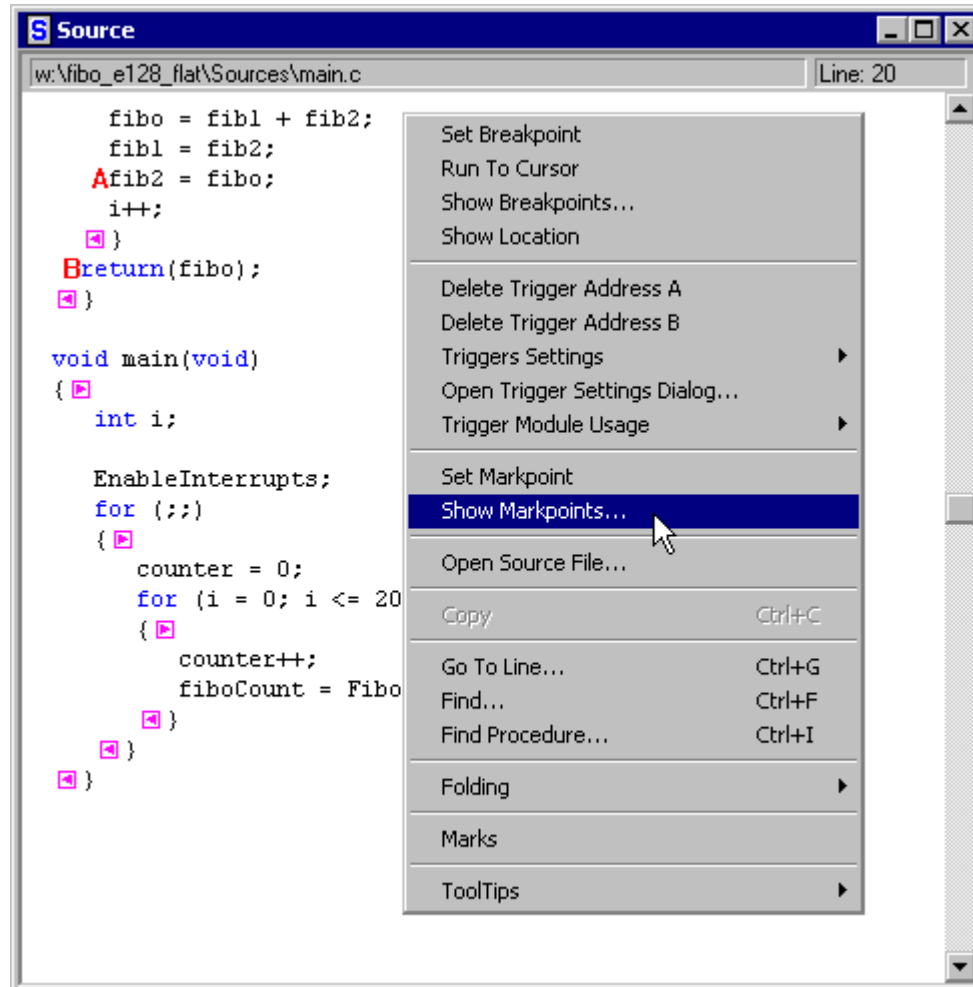 S Source
w:\fibo_e128_flat\Sources\main.c Line: 20
fibo = fib1 + fib2;
fib1 = fib2;
Afib2 = fibo;
i++;
}
Breturn(fibo);
}
void main(void)
{
int i;
EnableInterrupts;
for (;;)
{
counter = 0;
for (i = 0; i <= 20
{
counter++;
fiboCount = Fibo
}
}
}
Set Breakpoint
Run To Cursor
Show Breakpoints...
Show Location
Delete Trigger Address A
Delete Trigger Address B
Triggers Settings
Open Trigger Settings Dialog...
Trigger Module Usage
Set Markpoint
Show Markpoints...
Open Source File...
Copy Ctrl+C
Go To Line... Ctrl+G
Find... Ctrl+F
Find Procedure... Ctrl+I
Folding
Marks
ToolTips